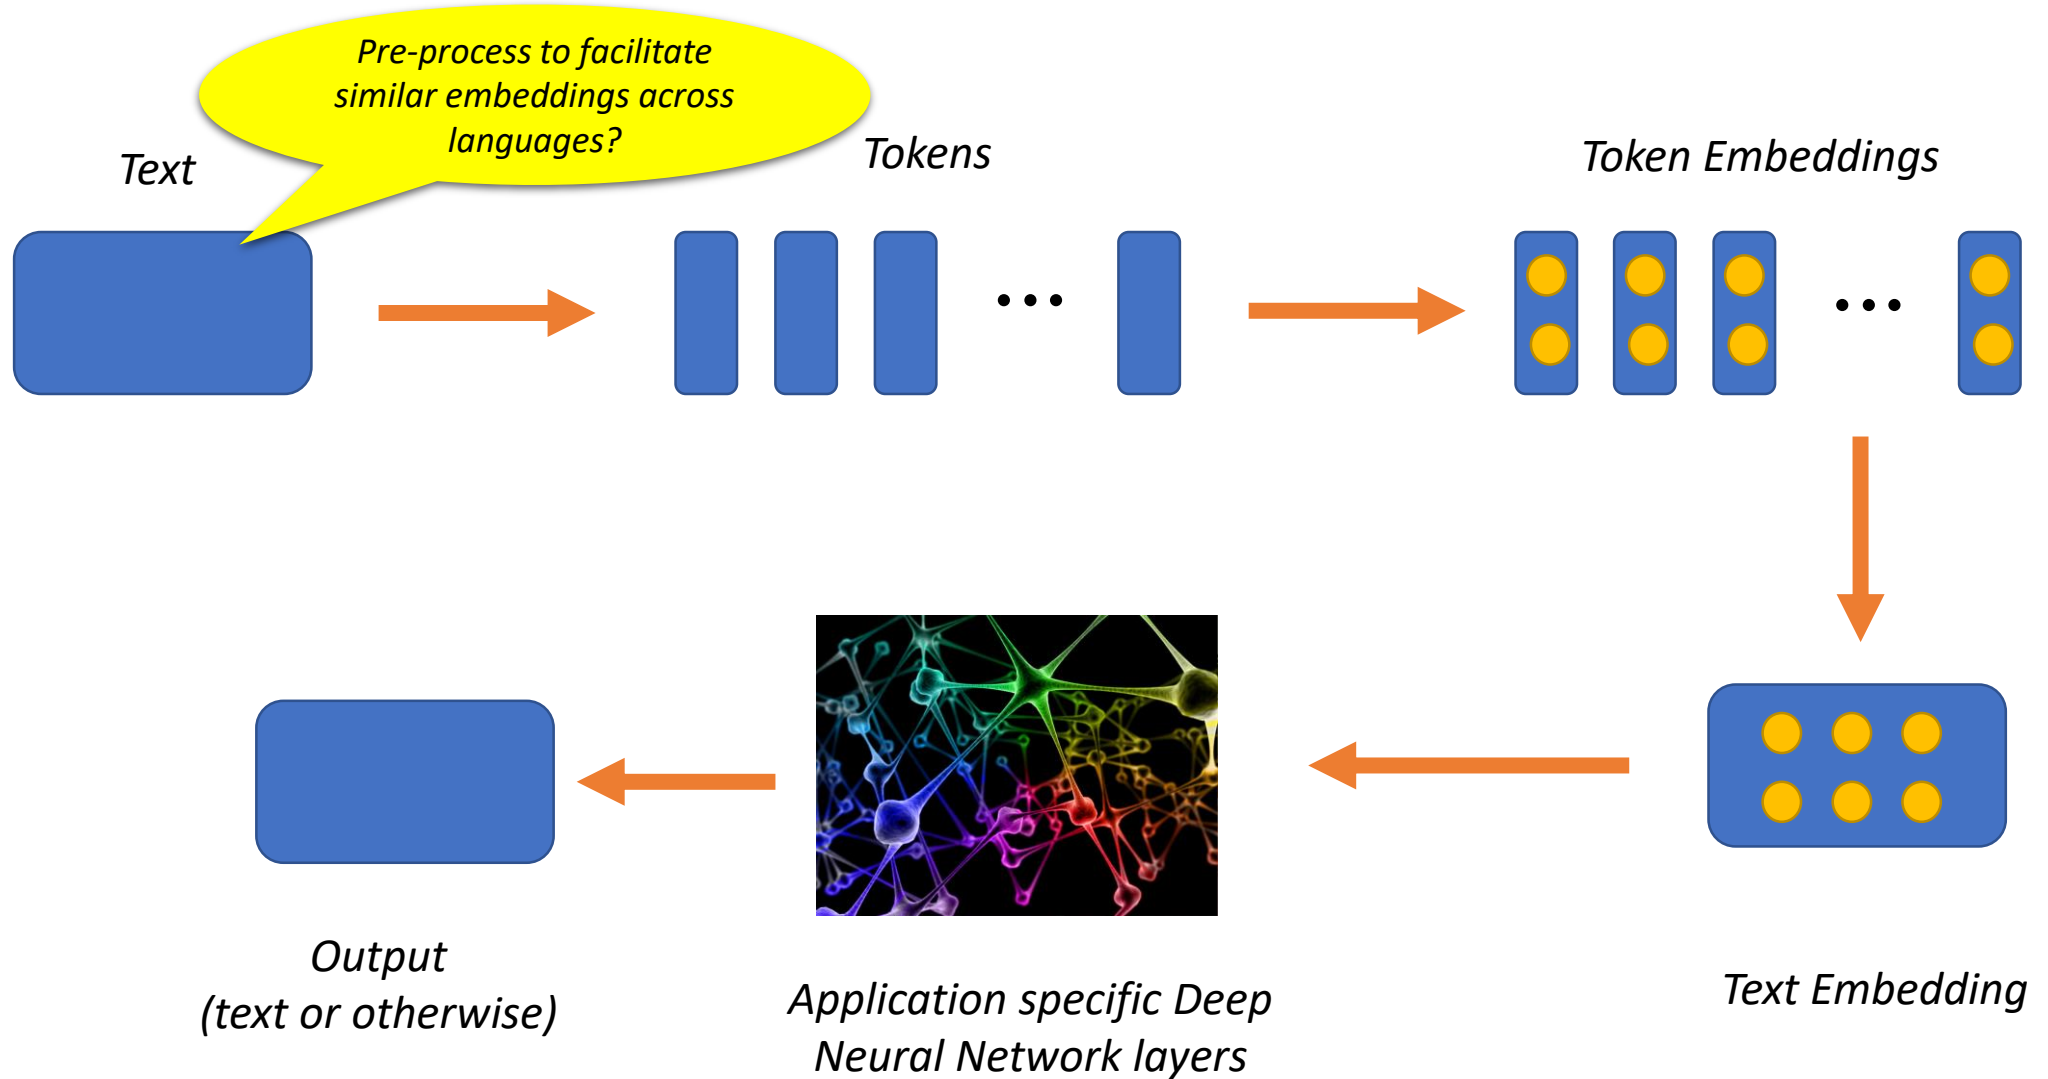 Pre-process to facilitate
similar embeddings across
languages?
Text
Tokens
Token Embeddings
...
...
Output
(text or otherwise)
Application specific Deep
Neural Network layers
Text Embedding